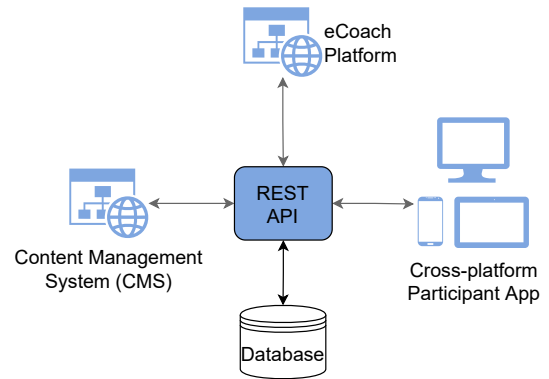 eCoach
Platform
REST
API
Content Management
System (CMS)
Cross-platform
Participant App
Database